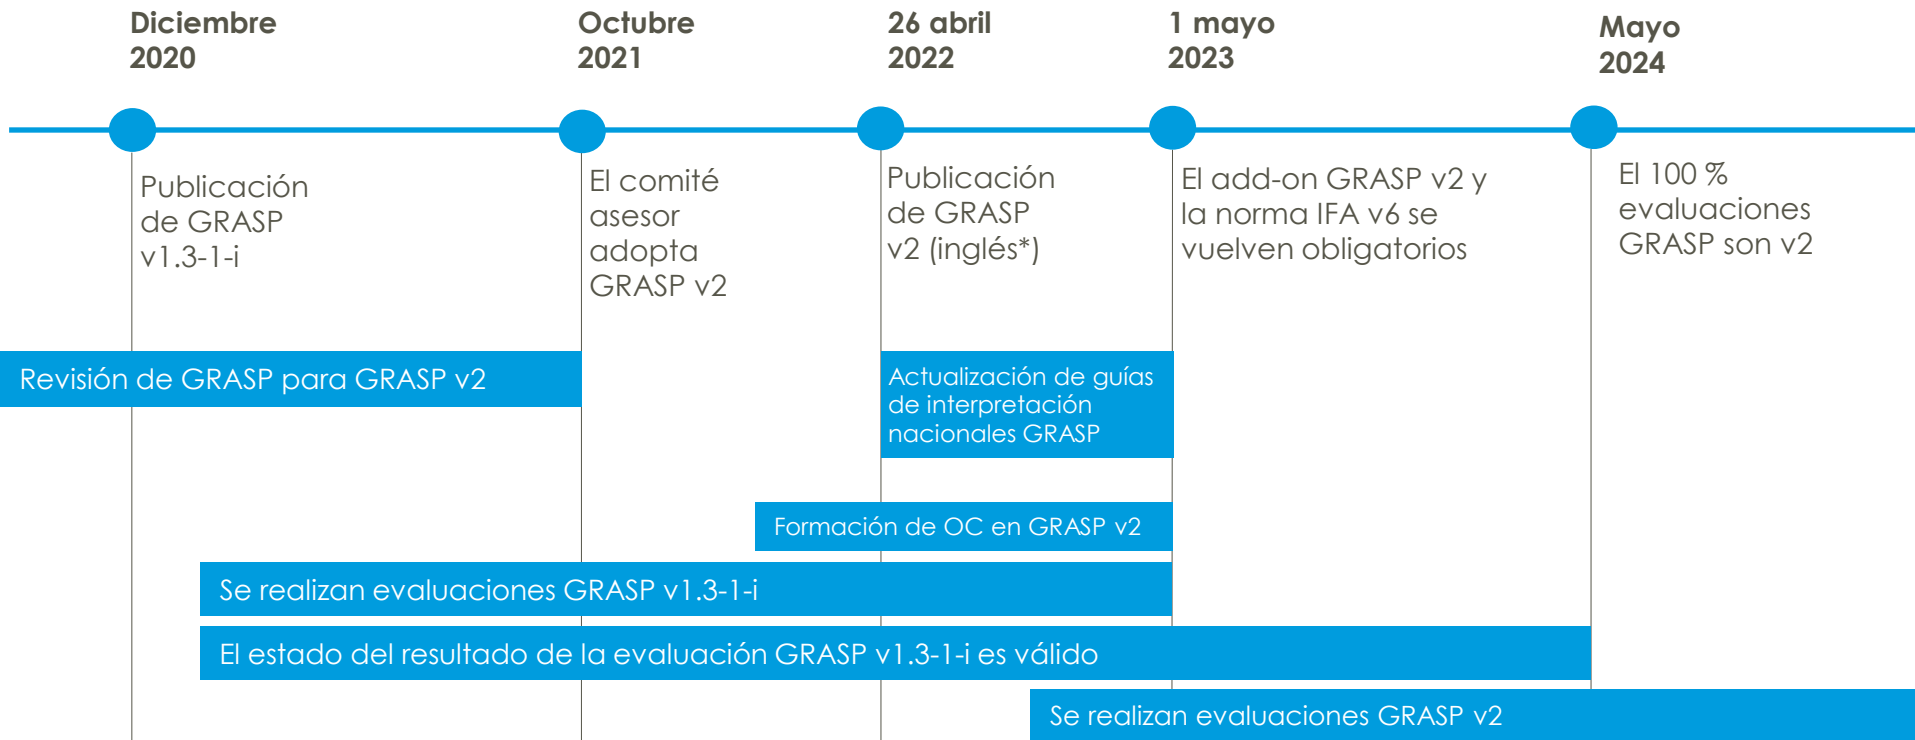 Diciembre
2020
Octubre
2021
26 abril
2022
1 mayo
2023
Mayo
2024
Publicación
de GRASP
v1.3-1-i
El comité
asesor
adopta
GRASP v2
Publicación
de GRASP
v2 (inglés*)
El add-on GRASP v2 y
la norma IFA v6 se
vuelven obligatorios
El 100 %
evaluaciones
GRASP son v2
Revisión de GRASP para GRASP v2
Actualización de guías
de interpretación
nacionales GRASP
Formación de OC en GRASP v2
Se realizan evaluaciones GRASP v1.3-1-i
El estado del resultado de la evaluación GRASP v1.3-1-i es válido
Se realizan evaluaciones GRASP v2